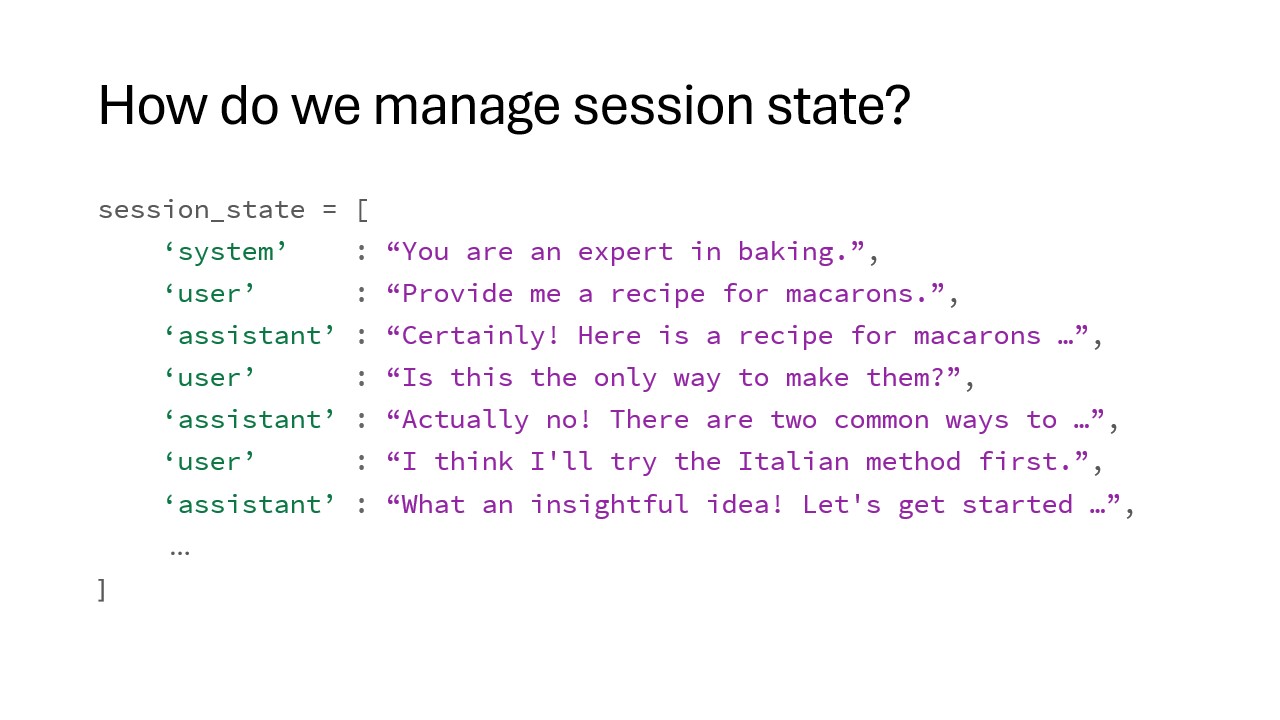 How do we manage session state?
session_state = [
‘system’ : “You are an expert in baking.”,
‘user’ : “Provide me a recipe for macarons.”,
‘assistant’ : “Certainly! Here is a recipe for macarons …”,
‘user’ : “Is this the only way to make them?”,
‘assistant’ : “Actually no! There are two common ways to …”,
‘user’ : “I think I'll try the Italian method first.”,
‘assistant’ : “What an insightful idea! Let's get started …”,
…
]